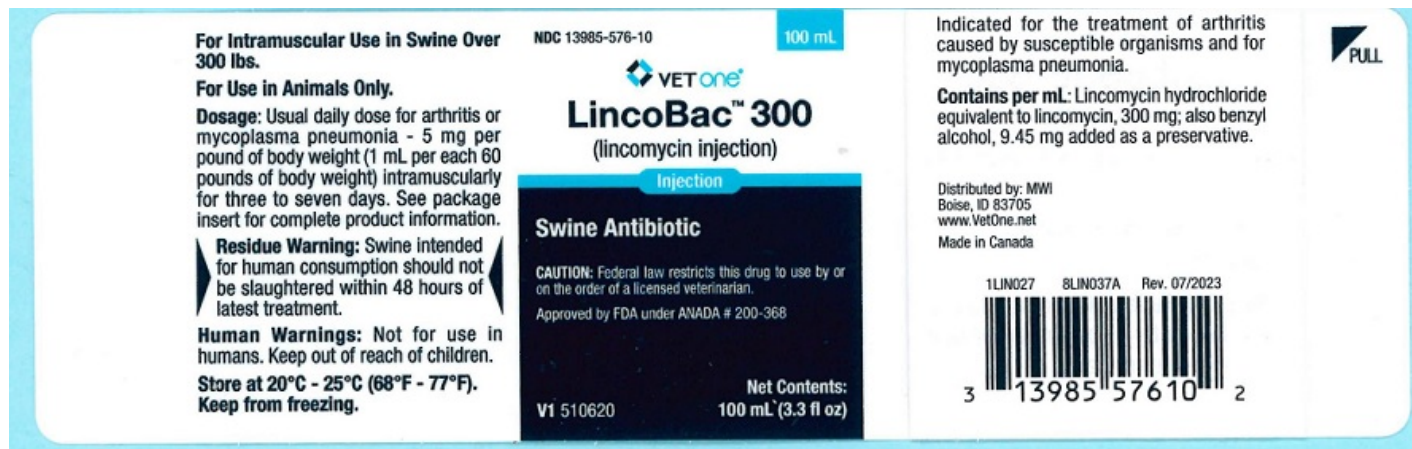 For Intramuscular Use in Swine Over
300 lbs.
For Use in Animals Only.
Dosage: Usual daily dose for arthritis or
mycoplasma pneumonia - 5 mg per
pound of body weight (1 mL per each 60
pounds of body weight) intramuscularly
for three to seven days. See package
insert for complete product information.
Residue Warning: Swine intended
for human consumption should not
be slaughtered within 48 hours of
latest treatment.
Human Warnings: Not for use in
humans. Keep out of reach of children.
Store at 20°C - 25°C (68°F - 77°F).
Keep from freezing.
NDC 13985-576-10
100 mL
VET one®
LincoBac™ 300
(lincomycin injection)
Injection
Swine Antibiotic
CAUTION: Federal law restricts this drug to use by or
on the order of a licensed veterinarian.
Approved by FDA under ANADA # 200-368
Net Contents:
V1 510620 100 mL (3.3 fl oz)
Indicated for the treatment of arthritis
caused by susceptible organisms and for
mycoplasma pneumonia.
Contains per mL: Lincomycin hydrochloride
equivalent to lincomycin, 300 mg; also benzyl
alcohol, 9.45 mg added as a preservative.
Distributed by: MWI
Boise, ID 83705
www.VetOne.net
Made in Canada
1LIN027 8LIN037A Rev. 07/2023
3 13985 57610 2
PULL